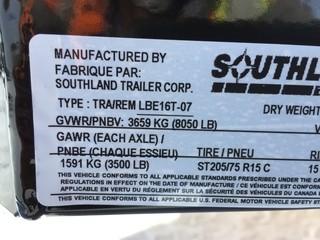 MANUFACTURED BY
FABRIQUE PAR:
SOUTHLAND TRAILER CORP.
SOUTHL
TYPE : TRA/REM LBE16T-07
DRY WEIGHT
GVWR/PNBV: 3659 KG (8050 LB)
V
GAWR (EACH AXLE) /
PNBE (CHAQUE ESSIEU)
TIRE / PNEU
RI
1591 KG (3500 LB)
ST205/75 R15 C
15
THIS VEHICLE CONFORMS TO ALL APPLICABLE STANDARDS PRESCRIBED UNDER THE CA
REGULATIONS IN EFFECT ON THE DATE OF MANUFACTURE / CE VÉHICULE EST CONFORME
RÈGLEMENT SUR LA SÉCURITÉ DES VÉHICULES AUTOMOBILES DU CANADA
THIS VEHICLE CONFORMS TO ALL APPLICABLE U.S. FEDERAL MOTOR VEHICLE SAFETY